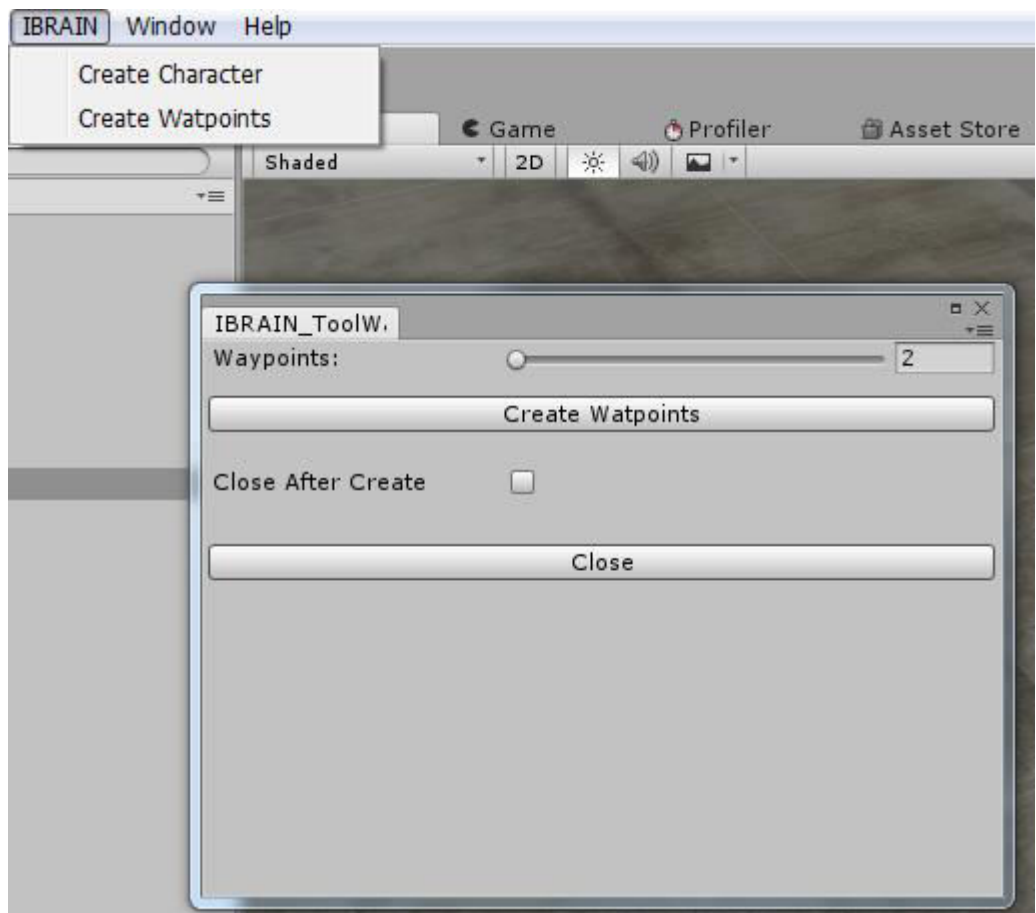 IBRAIN Window Help
Create Character
Create Watpoints
Game Profiler Asset Store
Shaded 2D
IBRAIN_ToolW
Waypoints: 2
Create Watpoints
Close After Create
Close